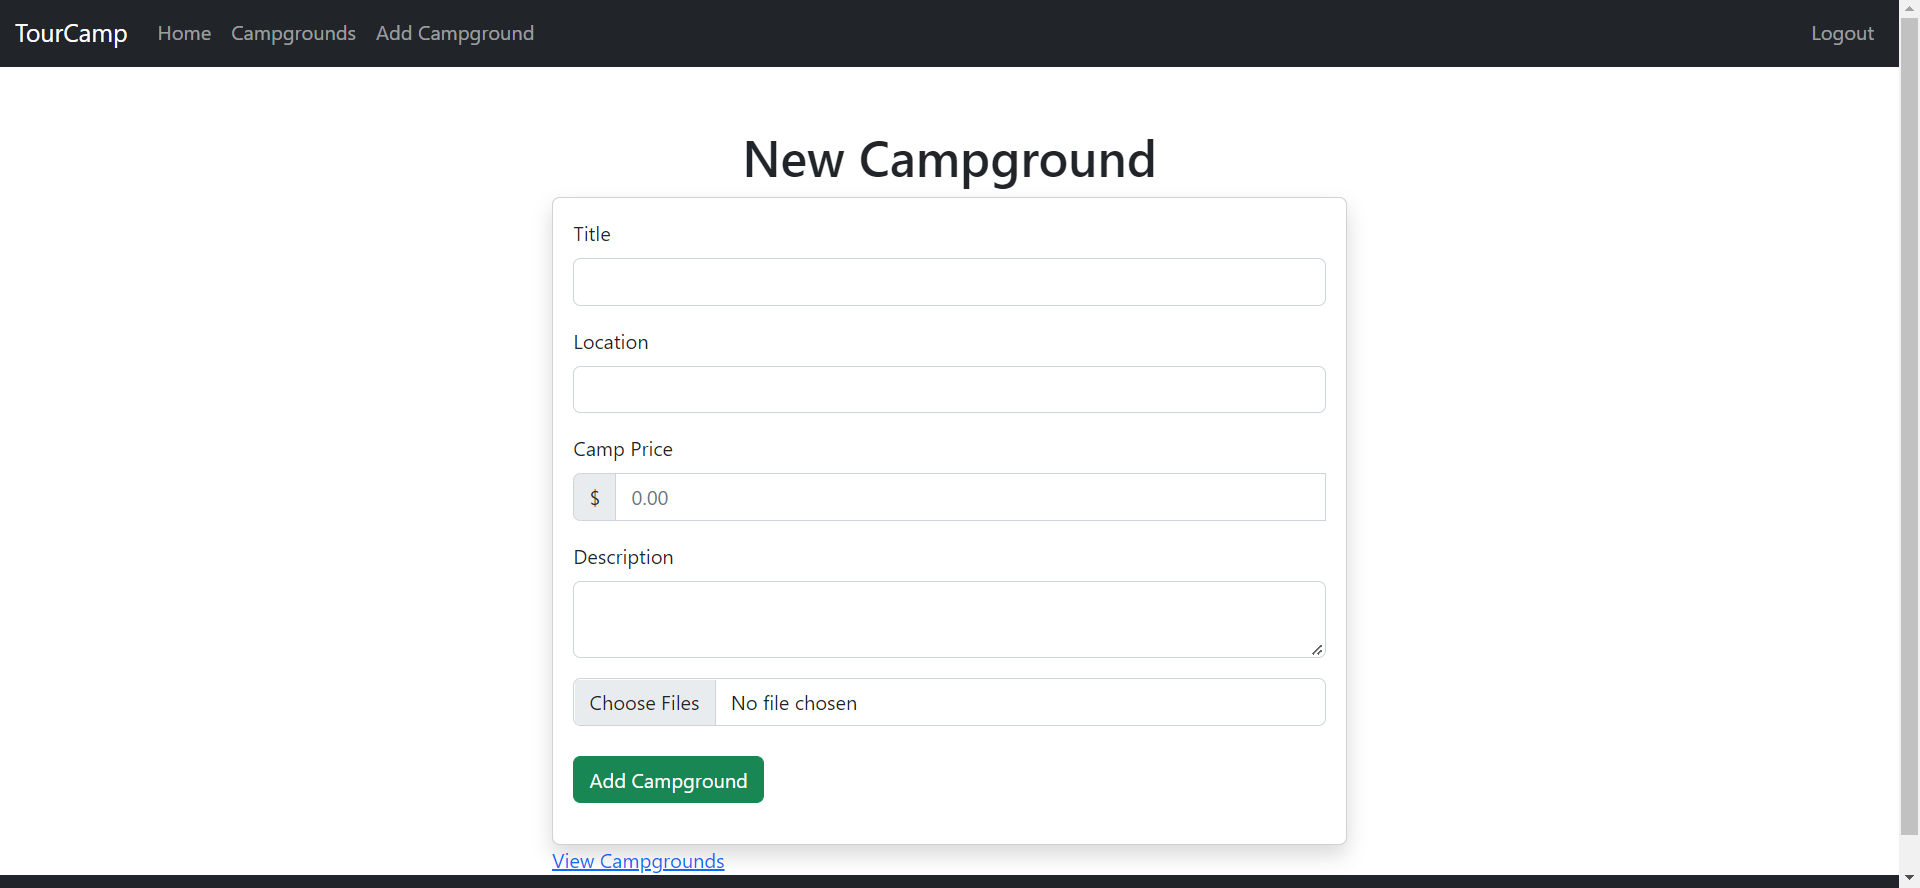 TourCamp Home Campgrounds Add Campground Logout
New Campground
Title
Location
Camp Price
$ 0.00
Description
Choose Files No file chosen
Add Campground
View Campgrounds